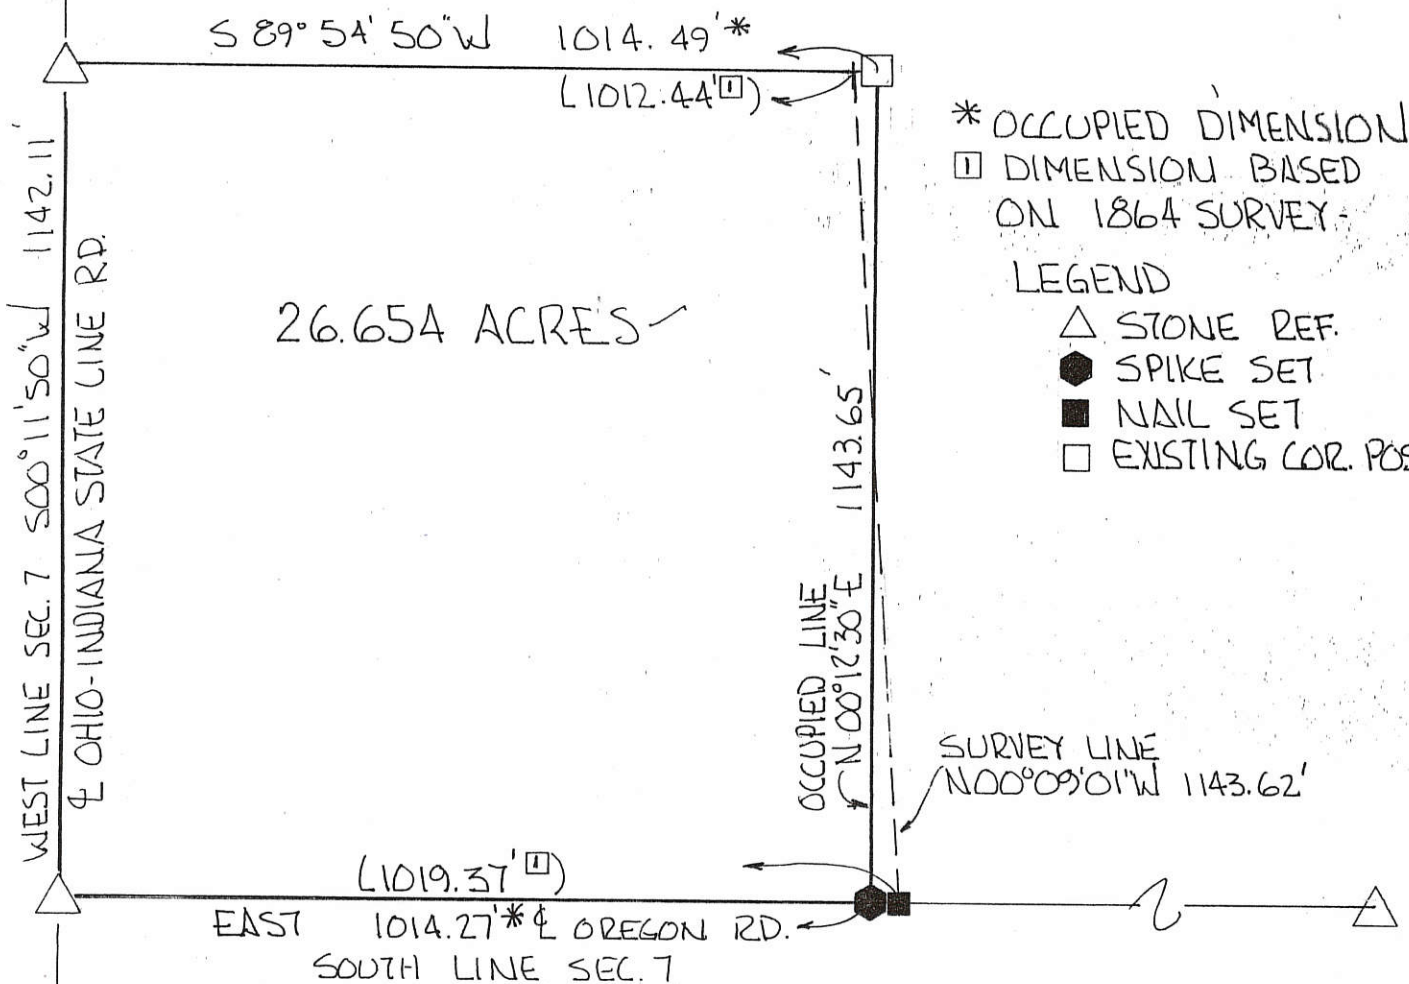 S 89° 54' 50" W 1014.49' *
(1012.44' [1])
* OCCUPIED DIMENSION
[1] DIMENSION BASED
ON 1864 SURVEY
LEGEND
△ STONE REF.
⬢ SPIKE SET
■ NAIL SET
□ EXISTING COR. POS
26.654 ACRES
WEST LINE SEC. 7 S00°11'50"W 1142.11'
℄ OHIO-INDIANA STATE LINE RD.
OCCUPIED LINE
N00°12'30"E 1143.65'
SURVEY LINE
N00°09'01"W 1143.62'
(1019.37' [1])
EAST 1014.27' * ℄ OREGON RD.
SOUTH LINE SEC. 7